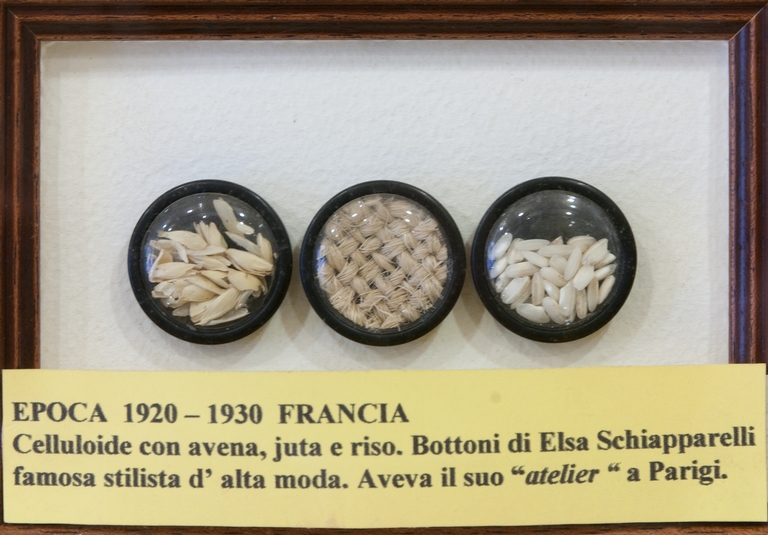 EPOCA 1920 – 1930 FRANCIA
Celluloide con avena, juta e riso. Bottoni di Elsa Schiapparelli
famosa stilista d' alta moda. Aveva il suo “atelier “ a Parigi.